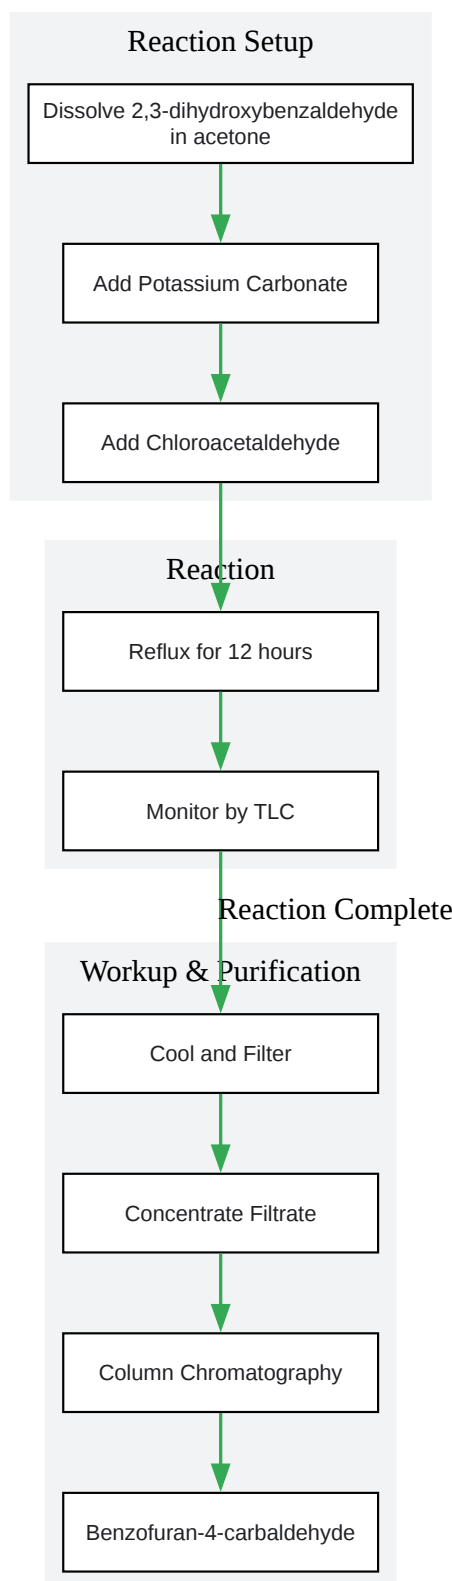 Reaction Setup
Dissolve 2,3-dihydroxybenzaldehyde
in acetone
Add Potassium Carbonate
Add Chloroacetaldehyde
Reaction
Reflux for 12 hours
Monitor by TLC
Reaction Complete
Workup & Purification
Cool and Filter
Concentrate Filtrate
Column Chromatography
Benzofuran-4-carbaldehyde